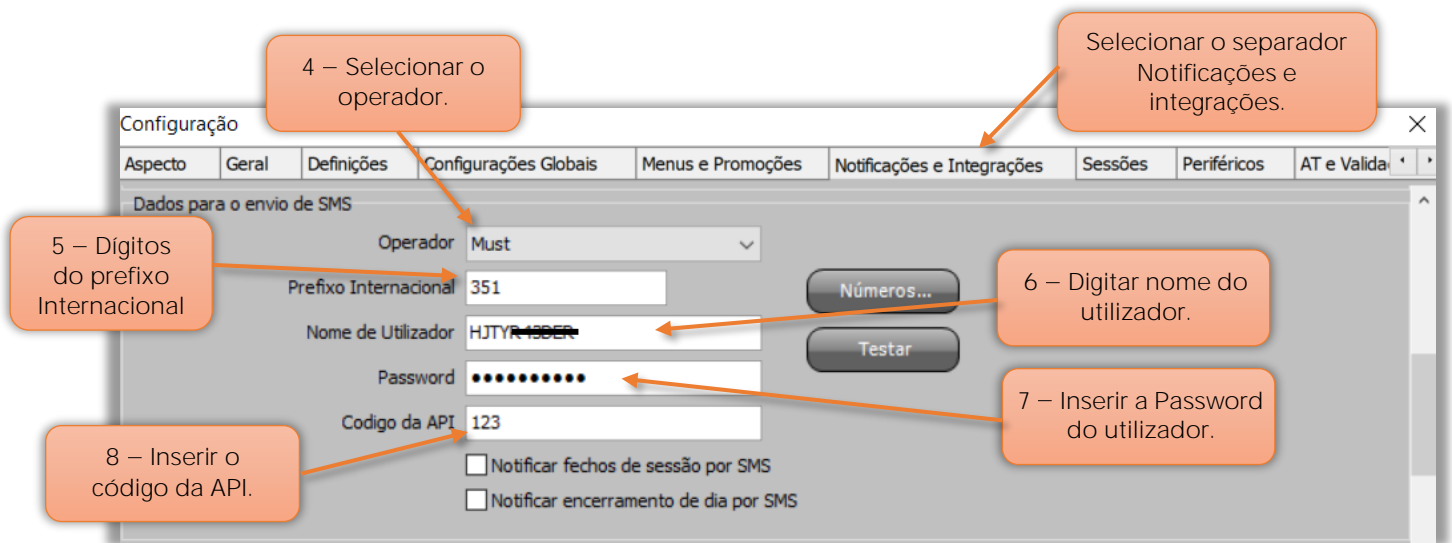 4 – Selecionar o
operador.
Selecionar o separador
Notificações e
integrações.
Configuração
Aspecto Geral Definições Configurações Globais Menus e Promoções Notificações e Integrações Sessões Periféricos AT e Valida
Dados para o envio de SMS
5 – Dígitos
do prefixo
Internacional
Operador Must
Prefixo Internacional 351
Números...
6 – Digitar nome do
utilizador.
Nome de Utilizador HJTY
Testar
Password ••••••••••
7 – Inserir a Password
do utilizador.
Codigo da API 123
8 – Inserir o
código da API.
Notificar fechos de sessão por SMS
Notificar encerramento de dia por SMS